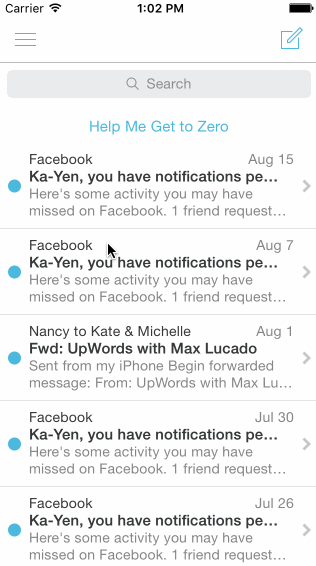 Carrier 1:02 PM
Search
Help Me Get to Zero
Facebook Aug 15
Ka-Yen, you have notifications pe...
Here's some activity you may have
missed on Facebook. 1 friend request...
Facebook Aug 7
Ka-Yen, you have notifications pe...
Here's some activity you may have
missed on Facebook. 1 friend request...
Nancy to Kate & Michelle Aug 1
Fwd: UpWords with Max Lucado
Sent from my iPhone Begin forwarded
message: From: UpWords with Max Lu...
Facebook Jul 30
Ka-Yen, you have notifications pe...
Here's some activity you may have
missed on Facebook. 1 friend request...
Facebook Jul 26
Ka-Yen, you have notifications pe...
Here's some activity you may have
missed on Facebook. 1 friend request...